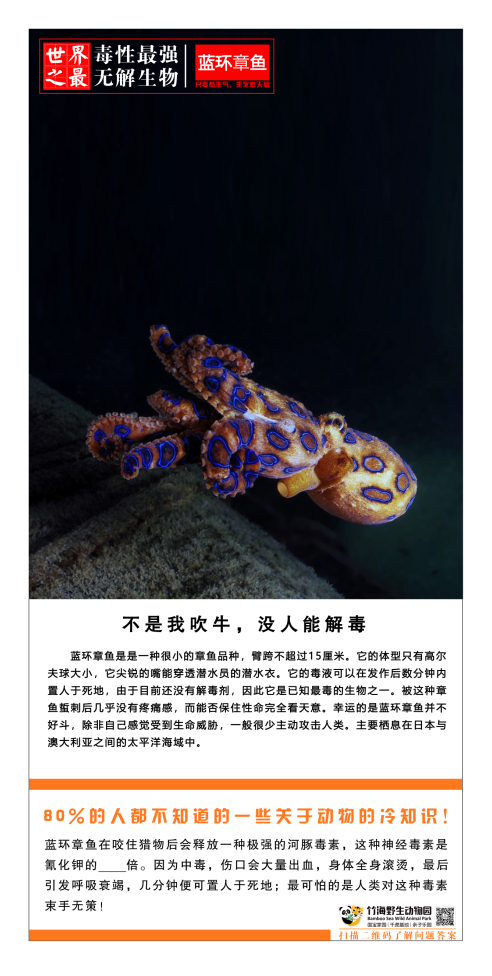 世界之最
毒性最强
无解生物
蓝环章鱼
不是我吹牛，没人能解毒
蓝环章鱼是是一种很小的章鱼品种，臂跨不超过15厘米。它的体型只有高尔
夫球大小，它尖锐的嘴能穿透潜水员的潜水衣。它的毒液可以在发作后数分钟内
置人于死地，由于目前还没有解毒剂，因此它是已知最毒的生物之一。被这种章
鱼蜇刺后几乎没有疼痛感，而能否保住性命完全看天意。幸运的是蓝环章鱼并不
好斗，除非自己感觉受到生命威胁，一般很少主动攻击人类。主要栖息在日本与
澳大利亚之间的太平洋海域中。
80%的人都不知道的一些关于动物的冷知识！
蓝环章鱼在咬住猎物后会释放一种极强的河豚毒素，这种神经毒素是
氰化钾的____倍。因为中毒，伤口会大量出血，身体全身滚烫，最后
引发呼吸衰竭，几分钟便可置人于死地；最可怕的是人类对这种毒素
束手无策！
竹海野生动物园
Bamboo Sea Wild Animal Park
国宝家园 | 千虎雄威 | 亲子乐园
扫描二维码了解问题答案